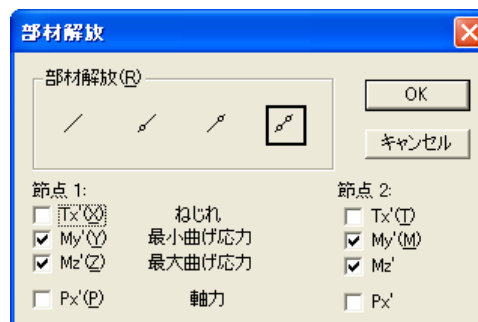 部材解放
部材解放(R)
OK
キャンセル
節点 1:
節点 2:
Tx'(X) ねじれ Tx'(T)
My'(Y) 最小曲げ応力 My'(M)
Mz'(Z) 最大曲げ応力 Mz'
Px'(P) 軸力 Px'